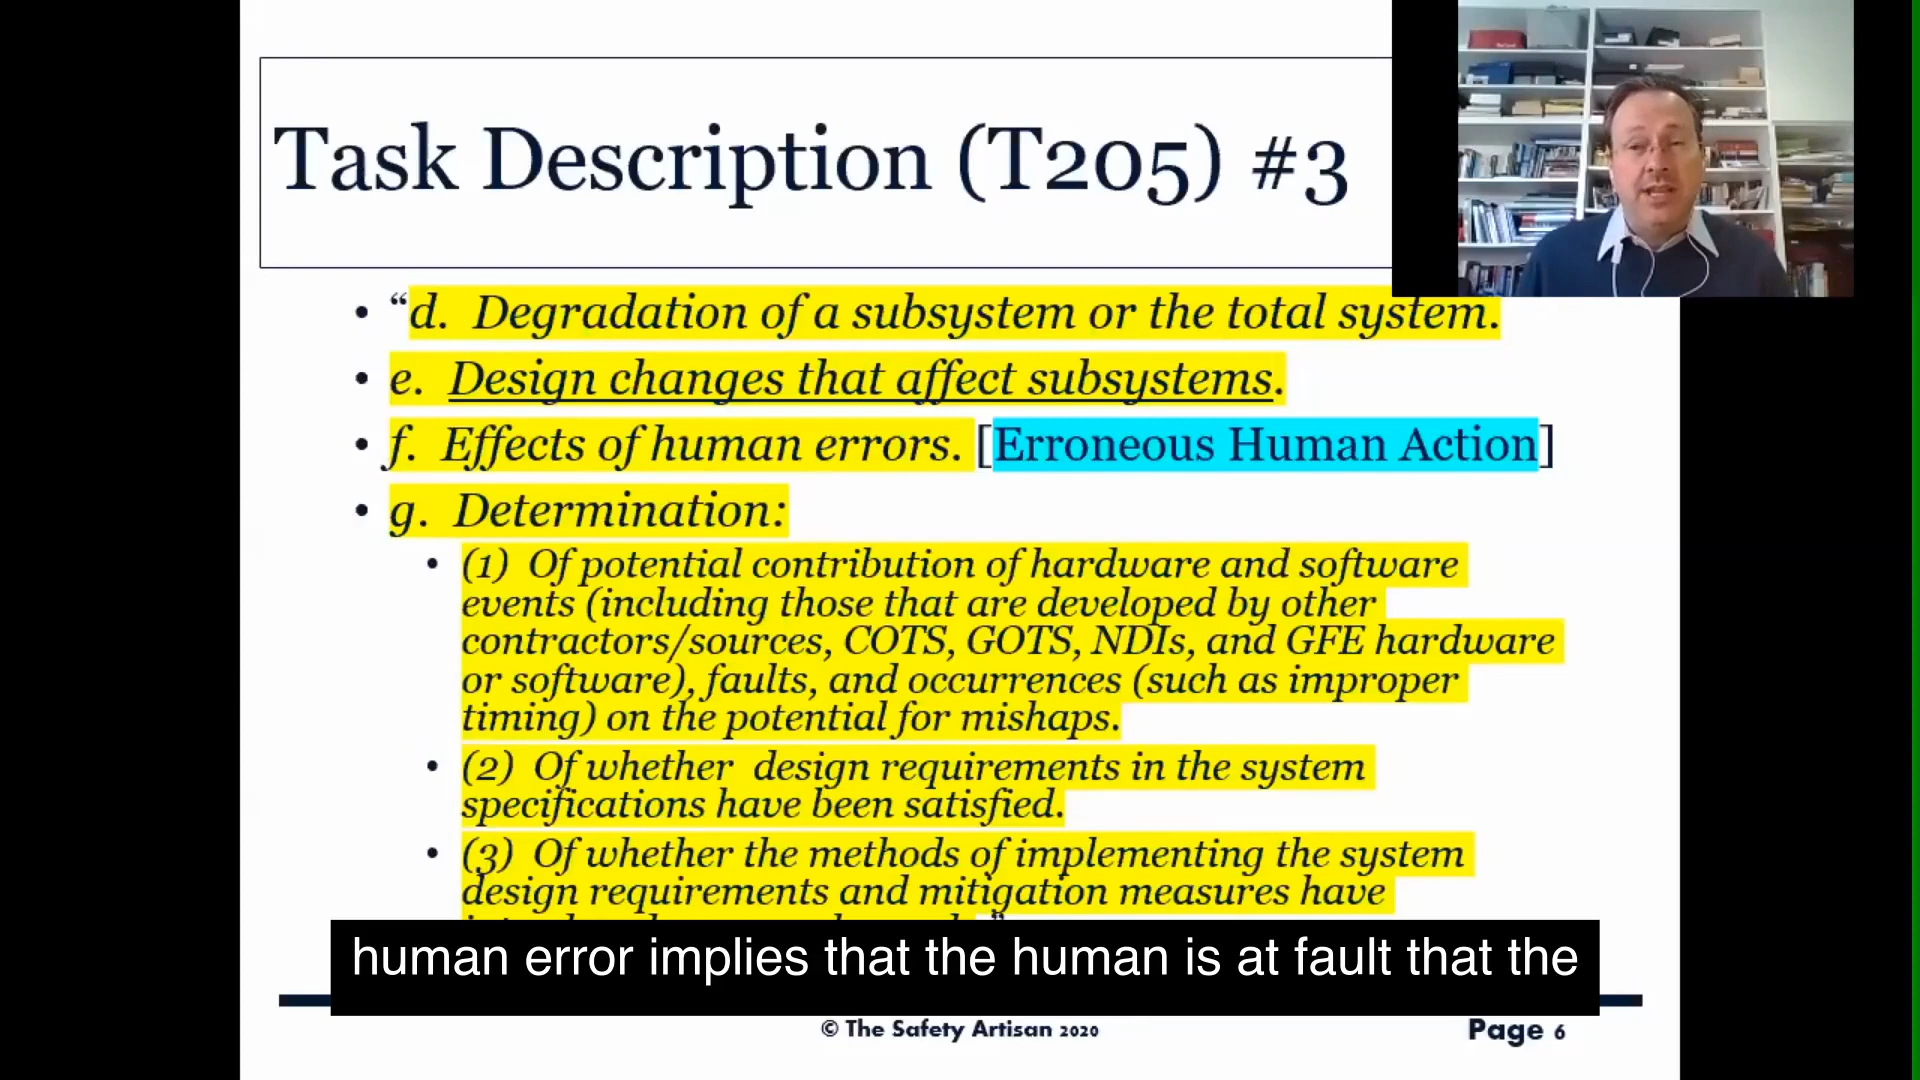 Task Description (T205) #3
• “d. Degradation of a subsystem or the total system.
• e. Design changes that affect subsystems.
• f. Effects of human errors. [Erroneous Human Action]
• g. Determination:
• (1) Of potential contribution of hardware and software
events (including those that are developed by other
contractors/sources, COTS, GOTS, NDIs, and GFE hardware
or software), faults, and occurrences (such as improper
timing) on the potential for mishaps.
• (2) Of whether design requirements in the system
specifications have been satisfied.
• (3) Of whether the methods of implementing the system
design requirements and mitigation measures have
human error implies that the human is at fault that the
© The Safety Artisan 2020
Page 6